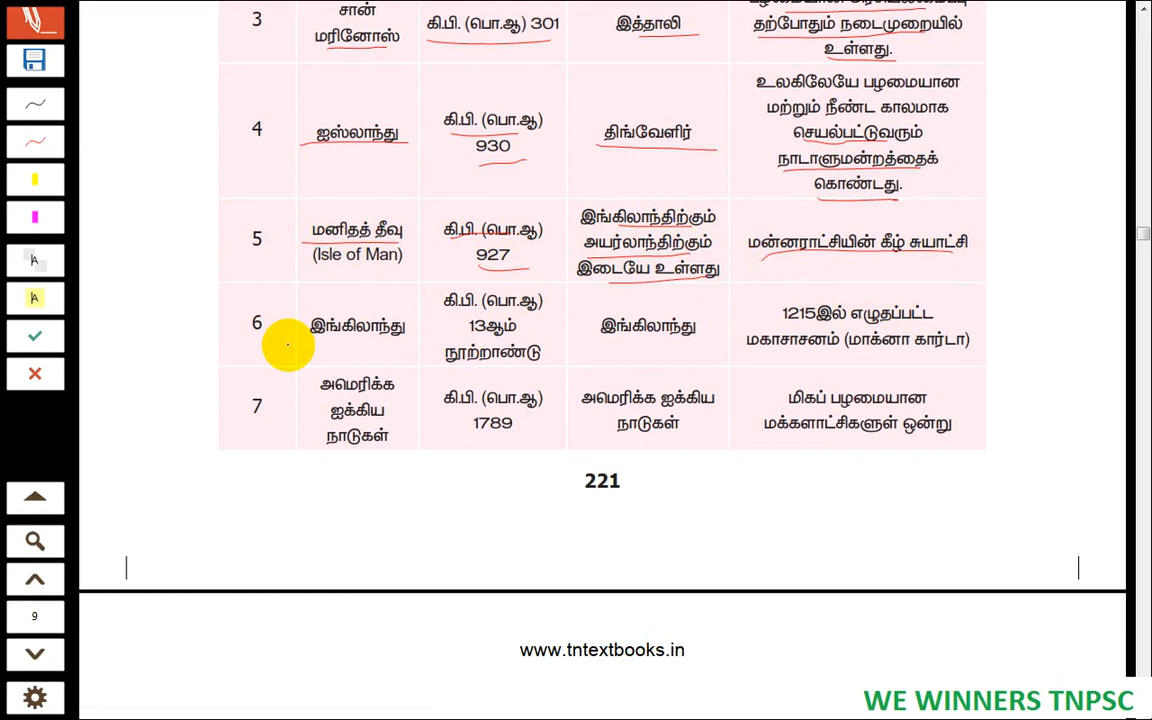 3
சான்
மரினோஸ்
கி.பி. (பொ.ஆ) 301
இத்தாலி
தற்போதும் நடைமுறையில்
உள்ளது.
4
ஐஸ்லாந்து
கி.பி. (பொ.ஆ)
930
திங்வேளிர்
உலகிலேயே பழமையான
மற்றும் நீண்ட காலமாக
செயல்பட்டுவரும்
நாடாளுமன்றத்தைக்
கொண்டது.
5
மனிதத் தீவு
(Isle of Man)
கி.பி. (பொ.ஆ)
927
இங்கிலாந்திற்கும்
அயர்லாந்திற்கும்
இடையே உள்ளது
மன்னராட்சியின் கீழ் சுயாட்சி
6
இங்கிலாந்து
கி.பி. (பொ.ஆ)
13ஆம்
நூற்றாண்டு
இங்கிலாந்து
1215இல் எழுதப்பட்ட
மகாசாசனம் (மாக்னா கார்டா)
7
அமெரிக்க
ஐக்கிய
நாடுகள்
கி.பி. (பொ.ஆ)
1789
அமெரிக்க ஐக்கிய
நாடுகள்
மிகப் பழமையான
மக்களாட்சிகளுள் ஒன்று
221
9
www.tntextbooks.in
WE WINNERS TNPSC